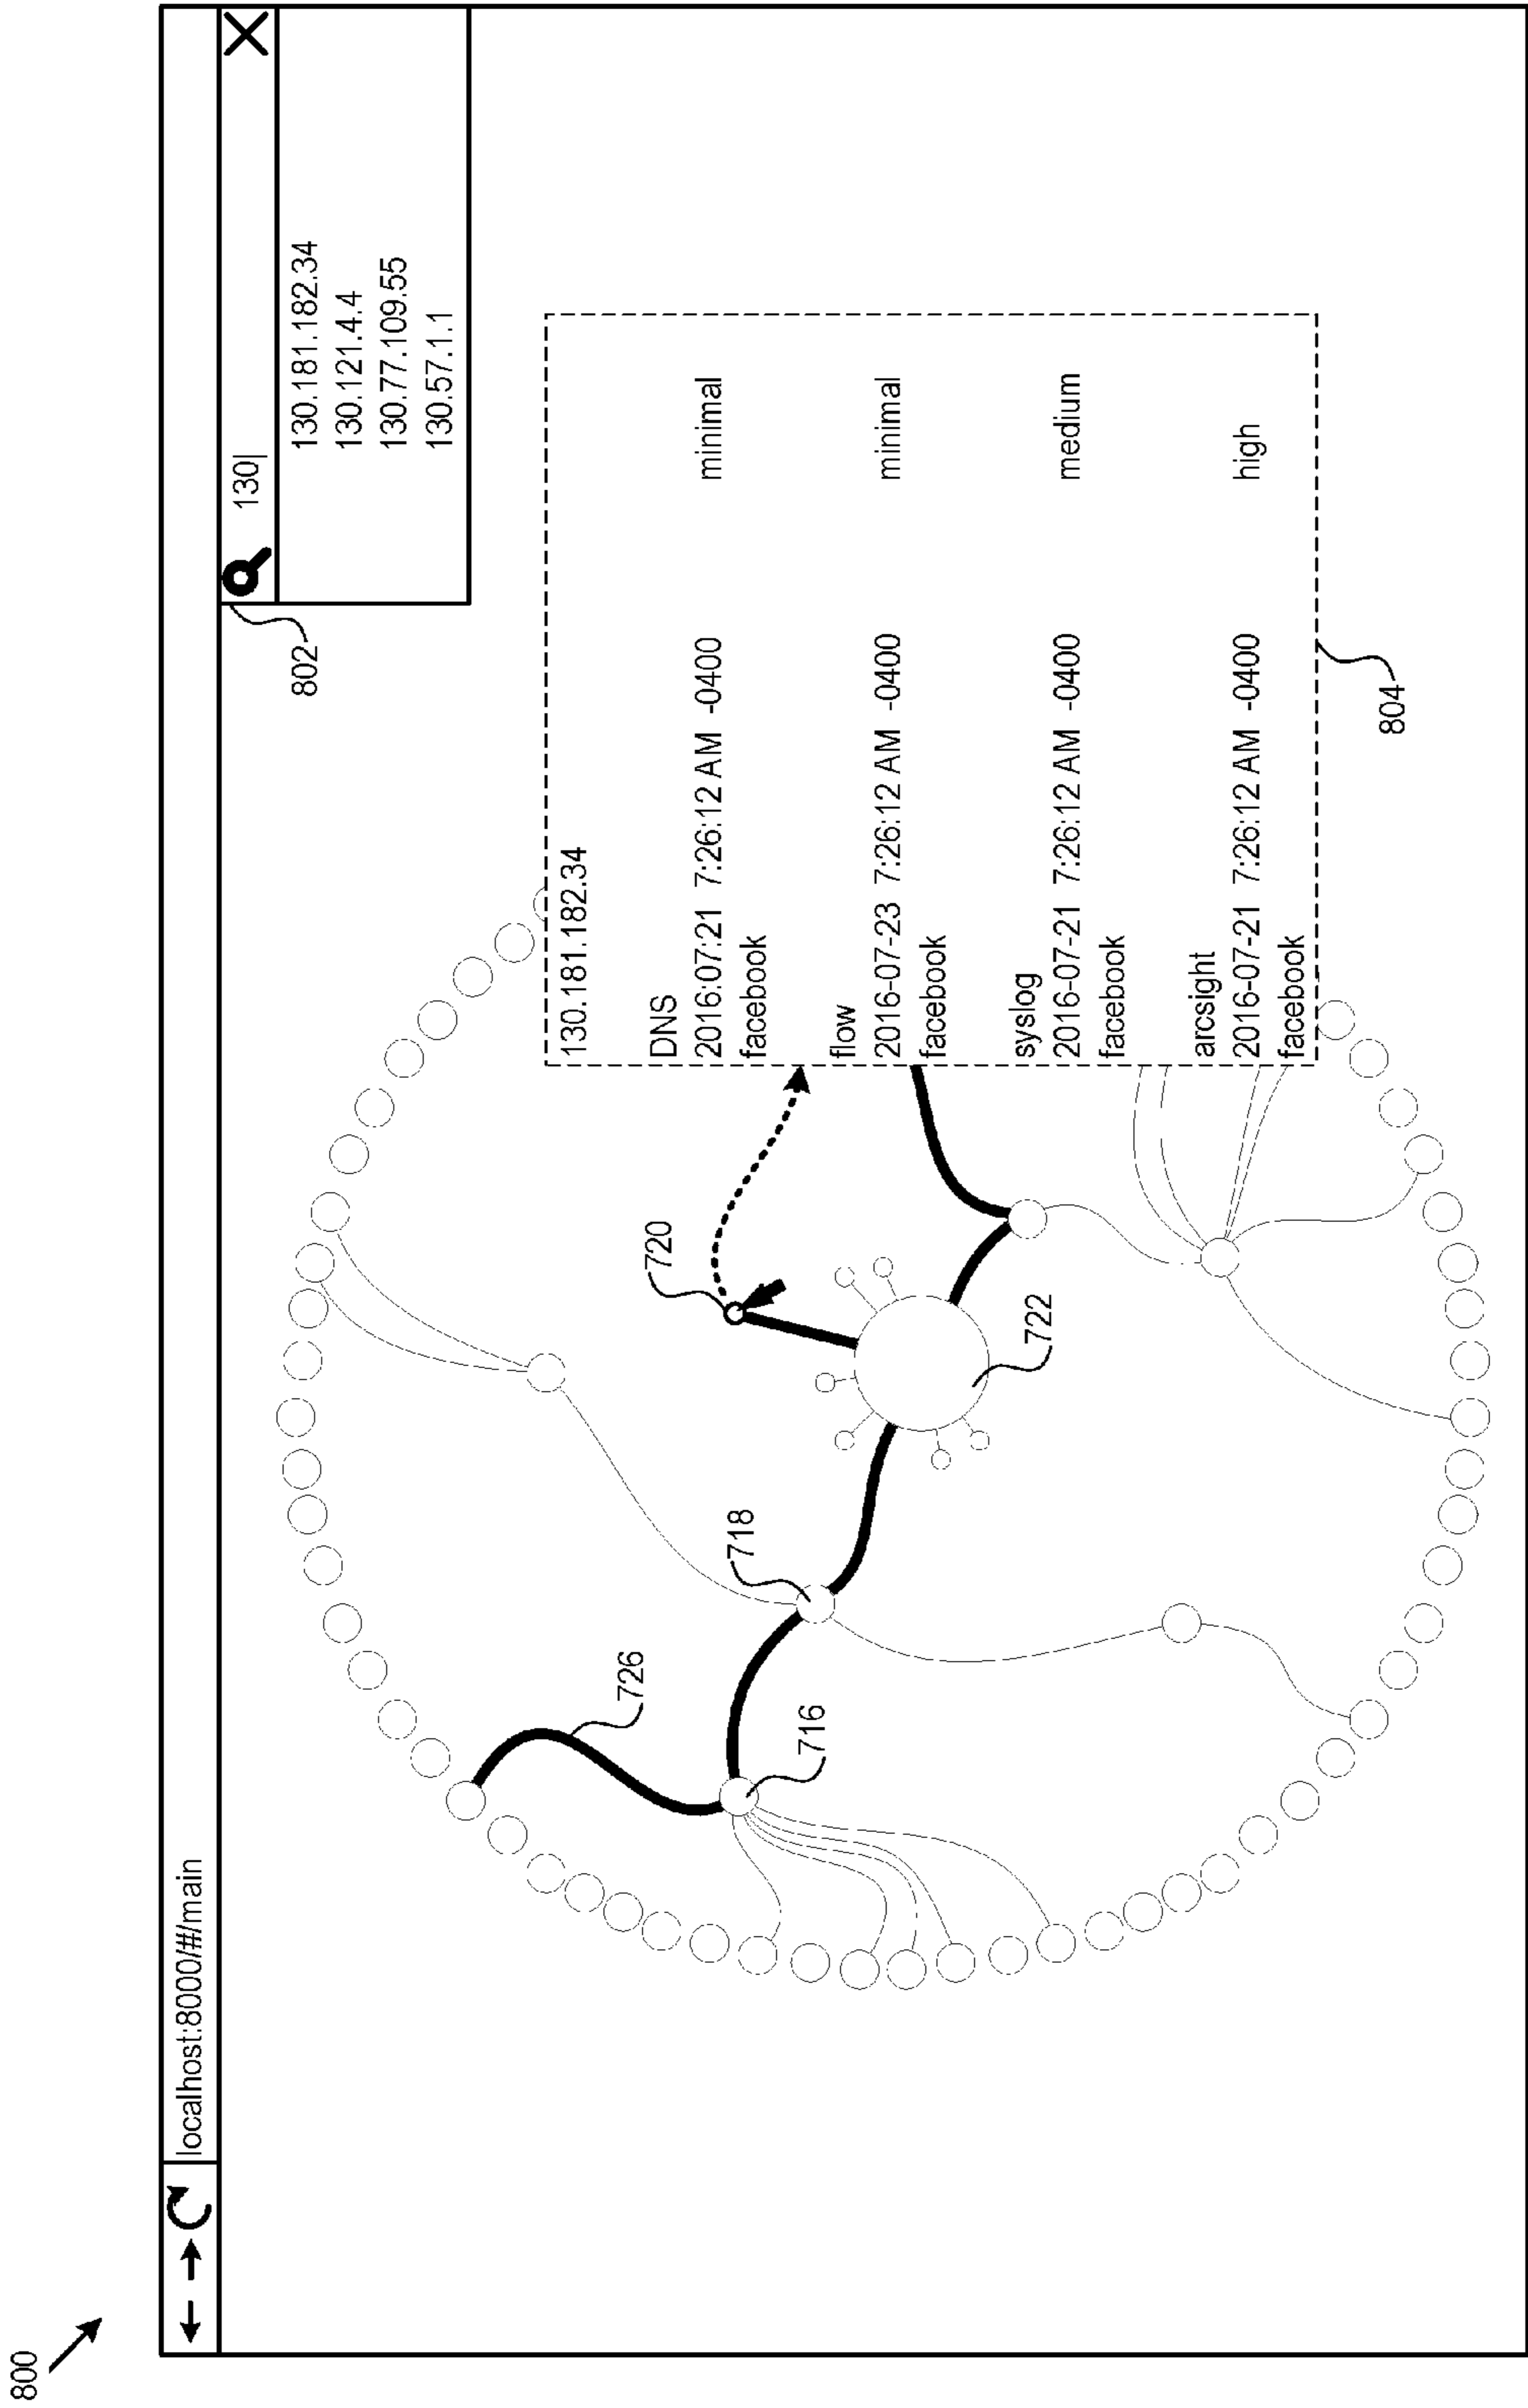 800
localhost:8000/#/main
130|
802
130.181.182.34
130.121.4.4
130.77.109.55
130.57.1.1
130.181.182.34
DNS
2016:07:21 7:26:12 AM -0400 minimal
facebook
flow
2016-07-23 7:26:12 AM -0400 minimal
facebook
syslog
2016-07-21 7:26:12 AM -0400 medium
facebook
arcsight
2016-07-21 7:26:12 AM -0400 high
facebook
804
726
720
718
716
722